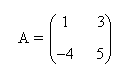 A = ( 1 3
-4 5 )